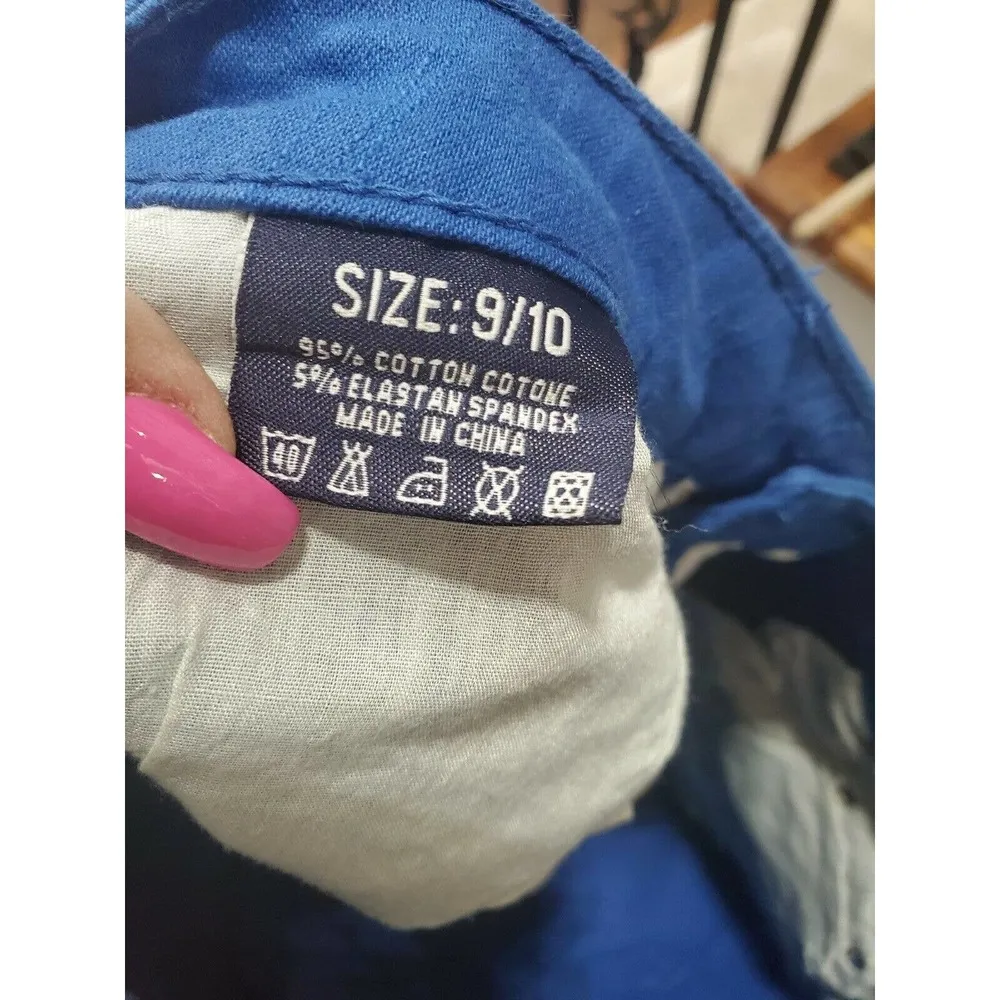 SIZE: 9/10
95% COTTON COTONE
5% ELASTAN SPANDEX
MADE IN CHINA
40